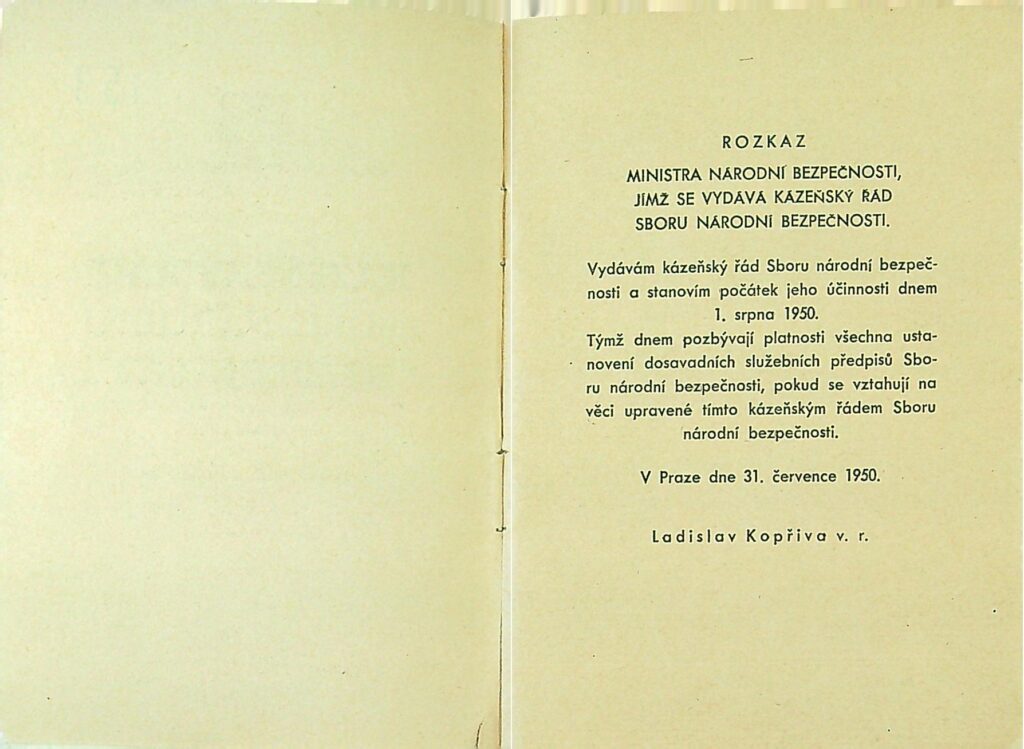 ROZKAZ
MINISTRA NÁRODNÍ BEZPEČNOSTI,
JÍMŽ SE VYDÁVÁ KÁZEŇSKÝ ŘÁD
SBORU NÁRODNÍ BEZPEČNOSTI.
Vydávám kázeňský řád Sboru národní bezpeč-
nosti a stanovím počátek jeho účinnosti dnem
1. srpna 1950.
Týmž dnem pozbývají platnosti všechna usta-
novení dosavadních služebních předpisů Sbo-
ru národní bezpečnosti, pokud se vztahují na
věci upravené tímto kázeňským řádem Sboru
národní bezpečnosti.
V Praze dne 31. července 1950.
Ladislav Kopřiva v. r.